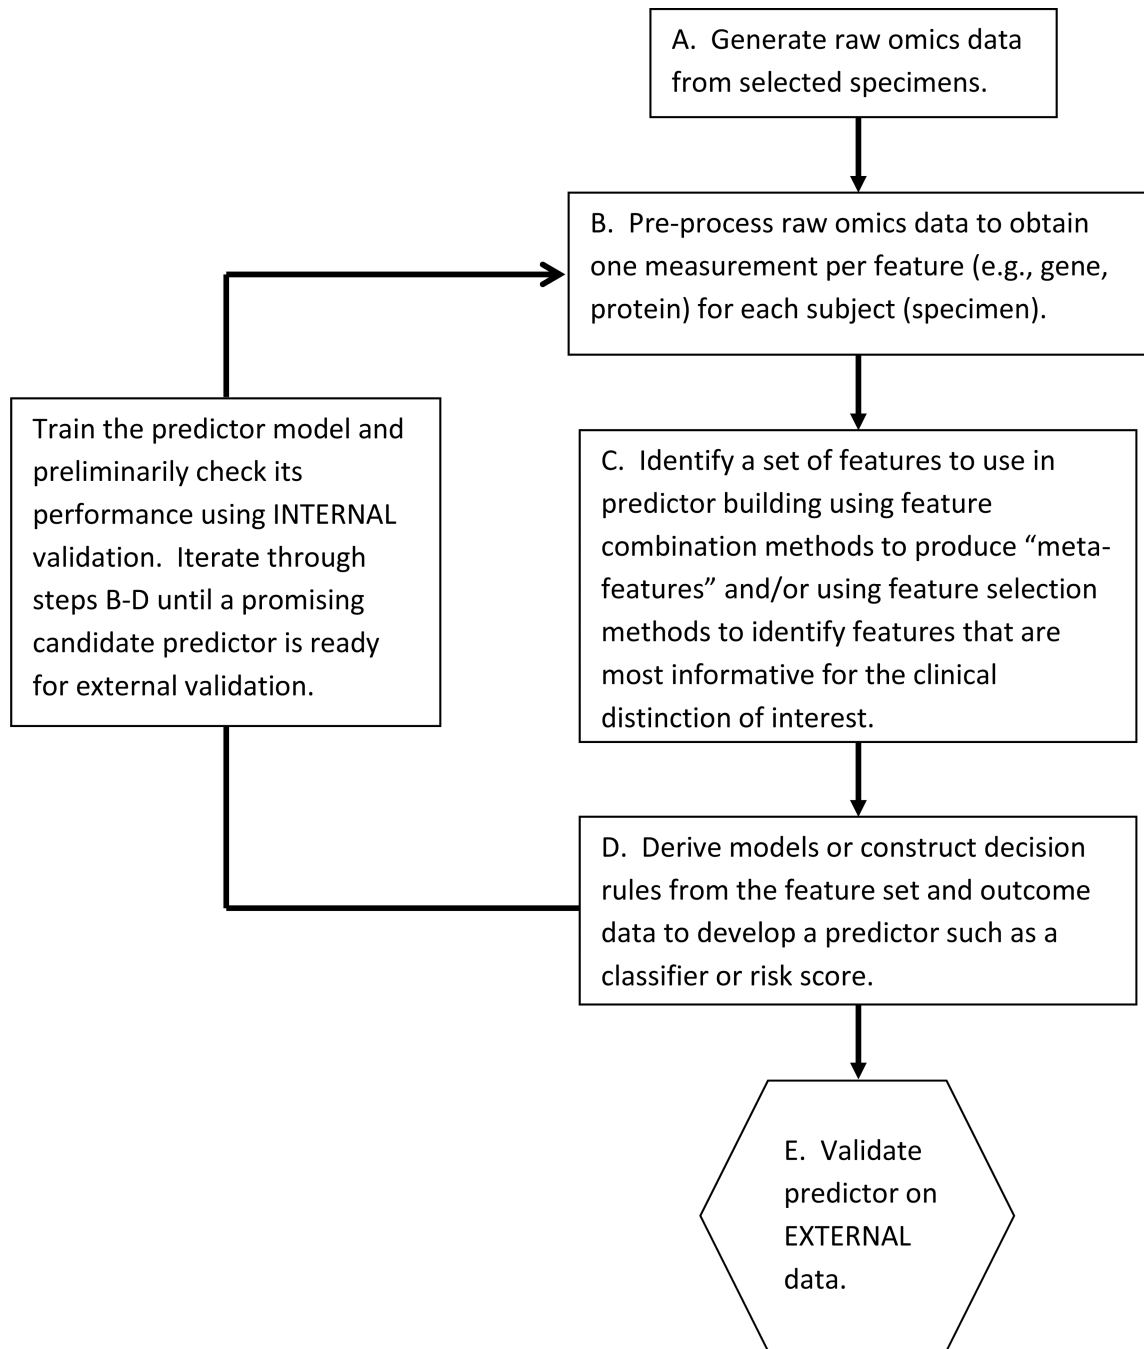 A.  Generate raw omics data
from selected specimens.
B.  Pre-process raw omics data to obtain
one measurement per feature (e.g., gene,
protein) for each subject (specimen).
Train the predictor model and
preliminarily check its
performance using INTERNAL
validation.  Iterate through
steps B-D until a promising
candidate predictor is ready
for external validation.
C.  Identify a set of features to use in
predictor building using feature
combination methods to produce “meta-
features” and/or using feature selection
methods to identify features that are
most informative for the clinical
distinction of interest.
D.  Derive models or construct decision
rules from the feature set and outcome
data to develop a predictor such as a
classifier or risk score.
E.  Validate
predictor on
EXTERNAL
data.